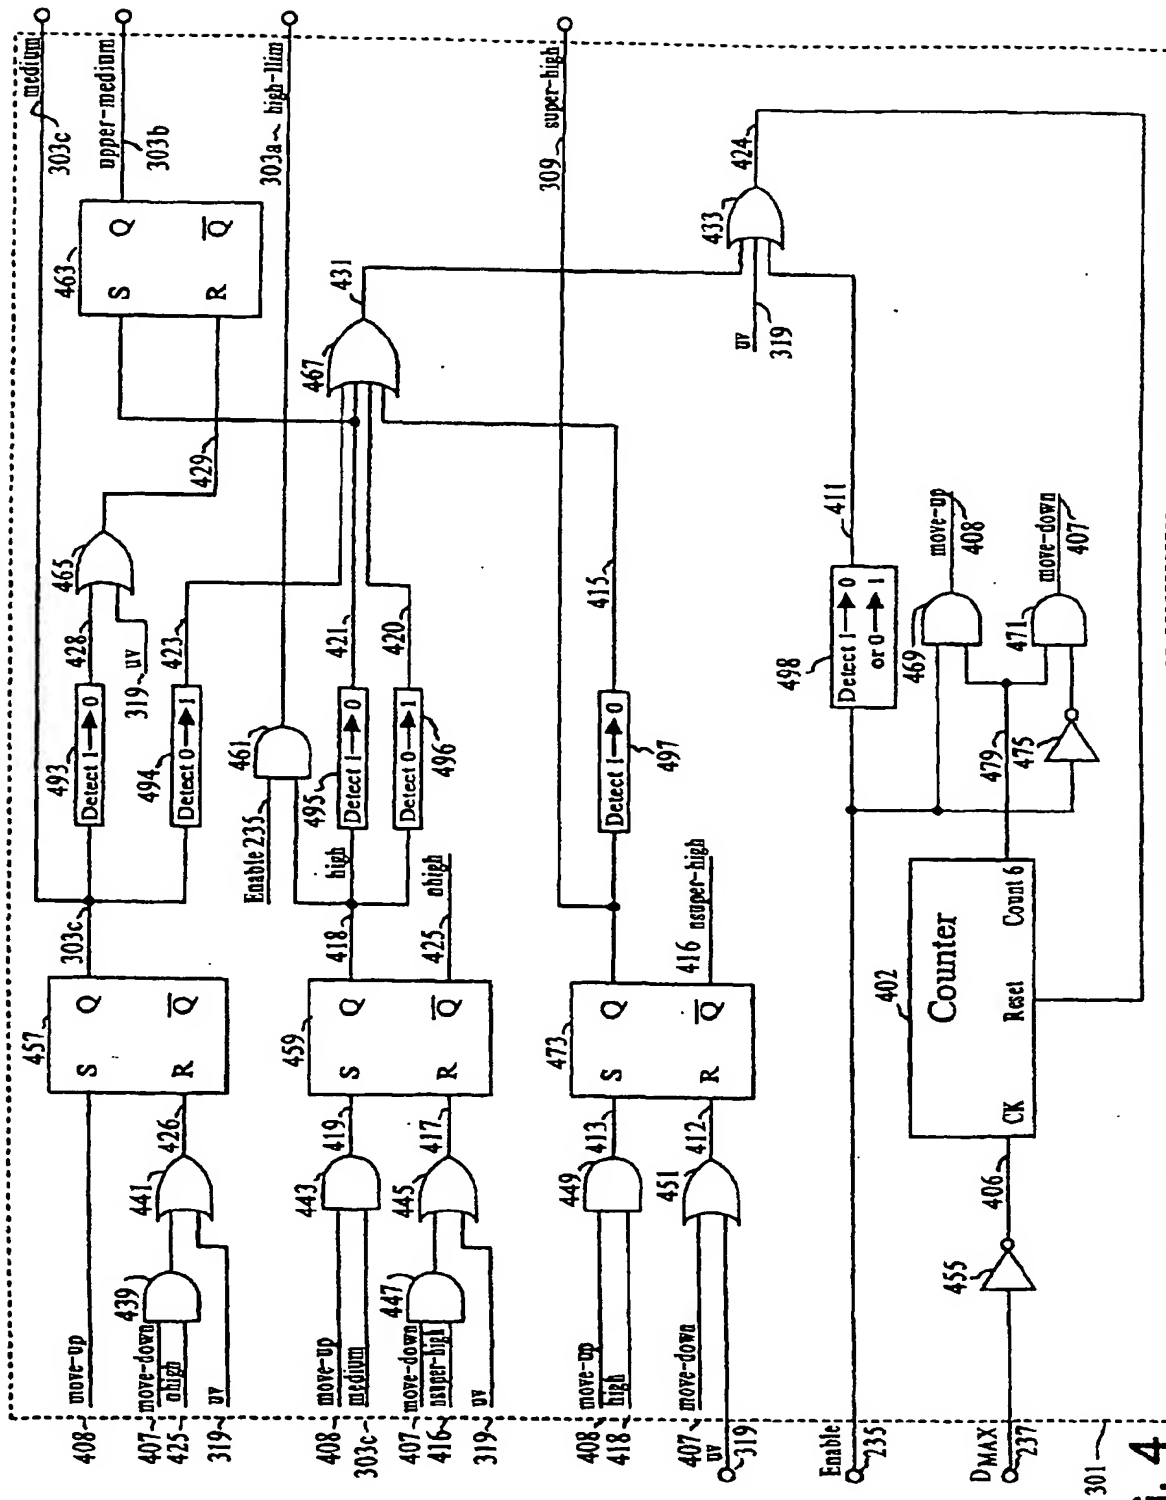 medium
303c
upper-medium
303b
303a
high-Ilim
309
super-high
463
S
Q
R
Q
431
467
433
424
uv
319
465
429
428
319 uv
423
493
Detect 1 → 0
494
Detect 0 → 1
461
421
420
Enable 235
495
Detect 1 → 0
Detect 0 → 1
496
415
Detect 1 → 0
497
411
498
Detect 1 → 0
or 0 → 1
move-up
408
469
move-down
407
471
479
475
303c
457
S
Q
R
Q
high
418
nhigh
425
459
S
Q
R
Q
nsuper-high
416
473
S
Q
R
Q
402
Counter
CK
Reset
Count 6
426
441
439
419
443
417
445
447
413
449
412
451
406
455
408
move-up
407
move-down
425
nhigh
319
uv
408
move-up
303c
medium
407
move-down
416
nsuper-high
319
uv
408
move-up
418
high
407
move-down
uv
319
Enable
235
DMAX
237
301
4